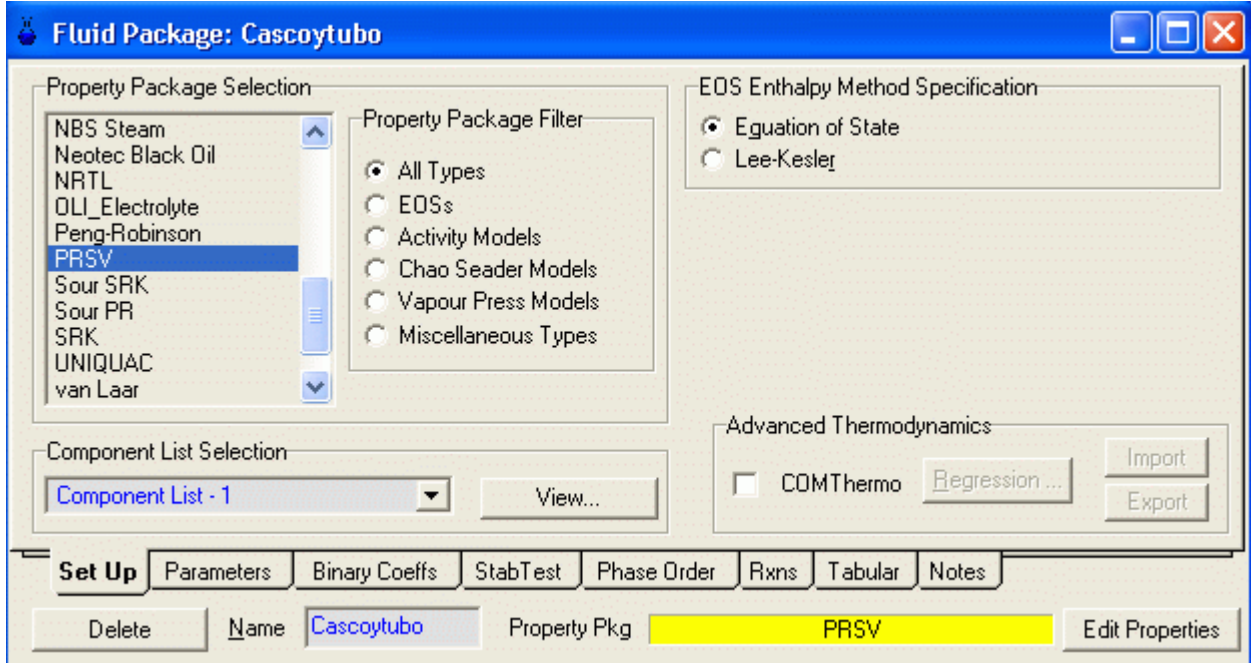 Fluid Package: Cascoytubo
Property Package Selection
NBS Steam
Neotec Black Oil
NRTL
OLI_Electrolyte
Peng-Robinson
PRSV
Sour SRK
Sour PR
SRK
UNIQUAC
van Laar
Property Package Filter
All Types
EOSs
Activity Models
Chao Seader Models
Vapour Press Models
Miscellaneous Types
EOS Enthalpy Method Specification
Equation of State
Lee-Kesler
Component List Selection
Component List - 1
View...
Advanced Thermodynamics
COMThermo
Regression ...
Import
Export
Set Up Parameters Binary Coeffs StabTest Phase Order Rxns Tabular Notes
Delete Name Cascoytubo Property Pkg PRSV Edit Properties